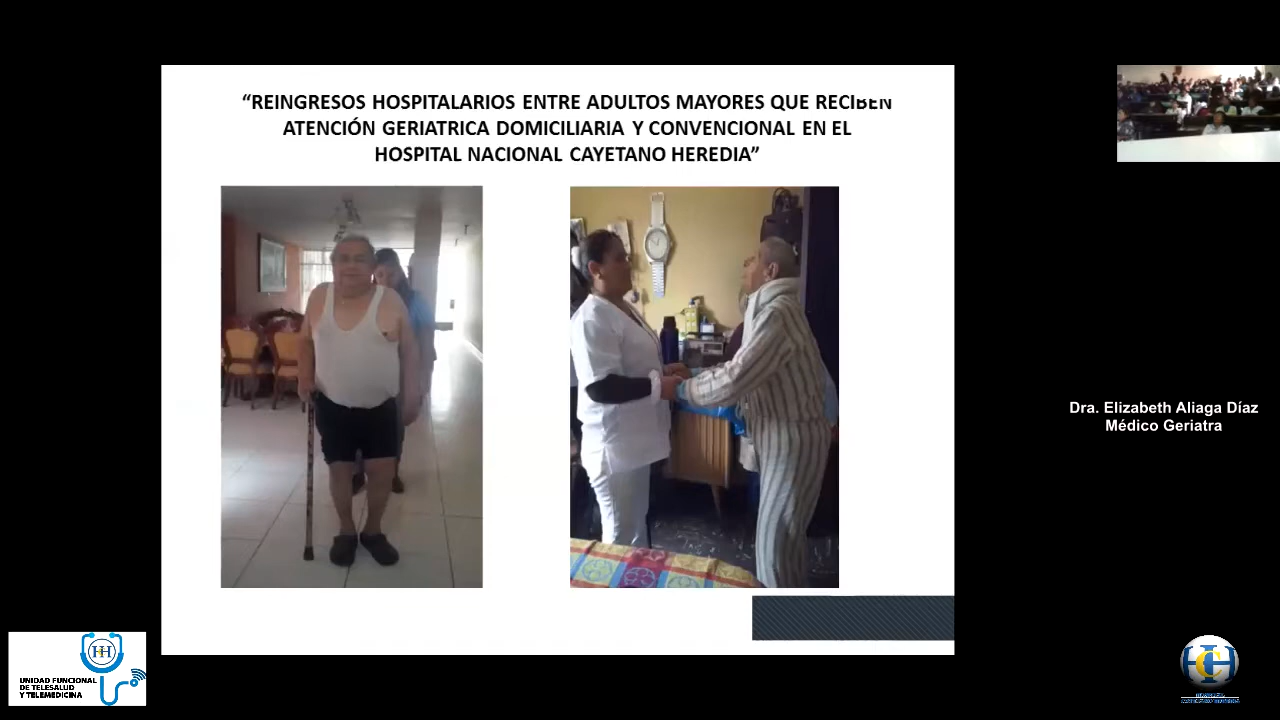 “REINGRESOS HOSPITALARIOS ENTRE ADULTOS MAYORES QUE RECIBEN
ATENCIÓN GERIATRICA DOMICILIARIA Y CONVENCIONAL EN EL
HOSPITAL NACIONAL CAYETANO HEREDIA”
Dra. Elizabeth Aliaga Díaz
Médico Geriatra
UNIDAD FUNCIONAL
DE TELESALUD
Y TELEMEDICINA